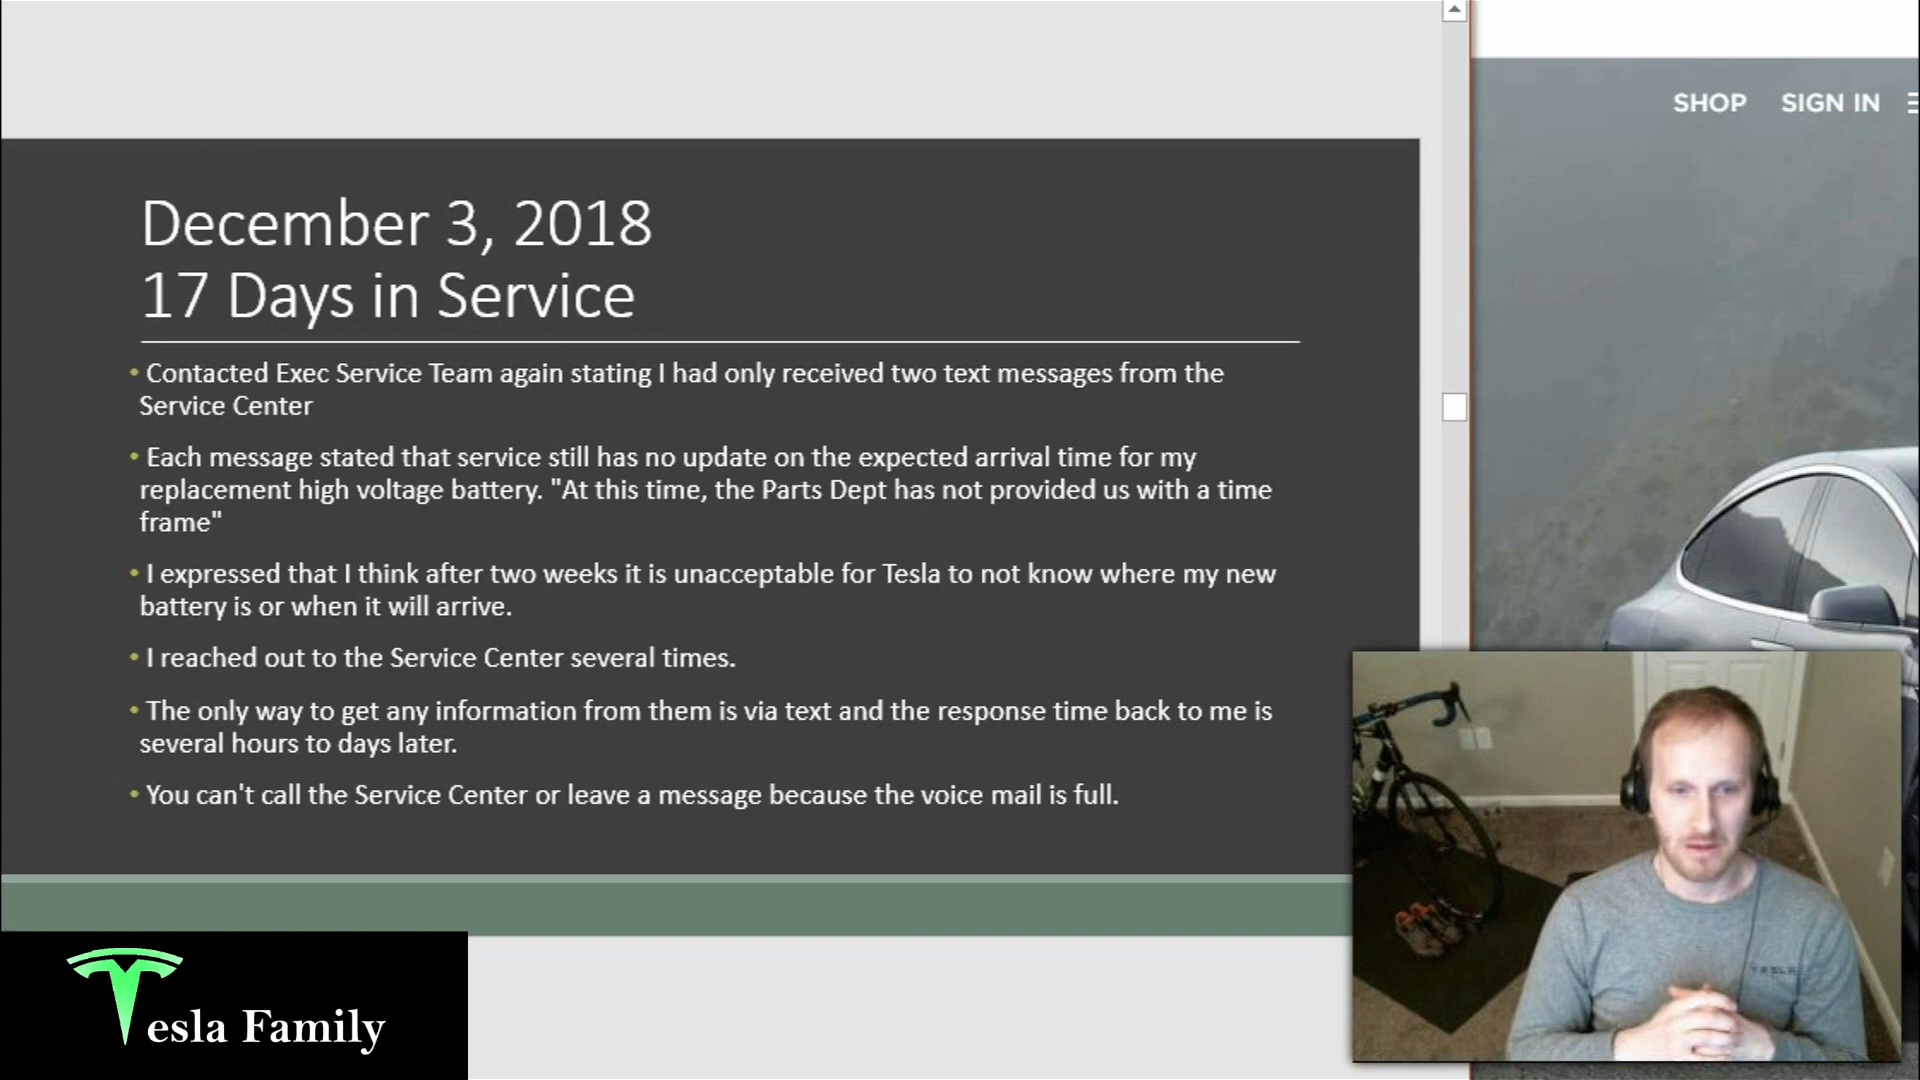 SHOP SIGN IN
December 3, 2018
17 Days in Service
• Contacted Exec Service Team again stating I had only received two text messages from the
Service Center
• Each message stated that service still has no update on the expected arrival time for my
replacement high voltage battery. "At this time, the Parts Dept has not provided us with a time
frame"
• I expressed that I think after two weeks it is unacceptable for Tesla to not know where my new
battery is or when it will arrive.
• I reached out to the Service Center several times.
• The only way to get any information from them is via text and the response time back to me is
several hours to days later.
• You can't call the Service Center or leave a message because the voice mail is full.
TESLA
Tesla Family